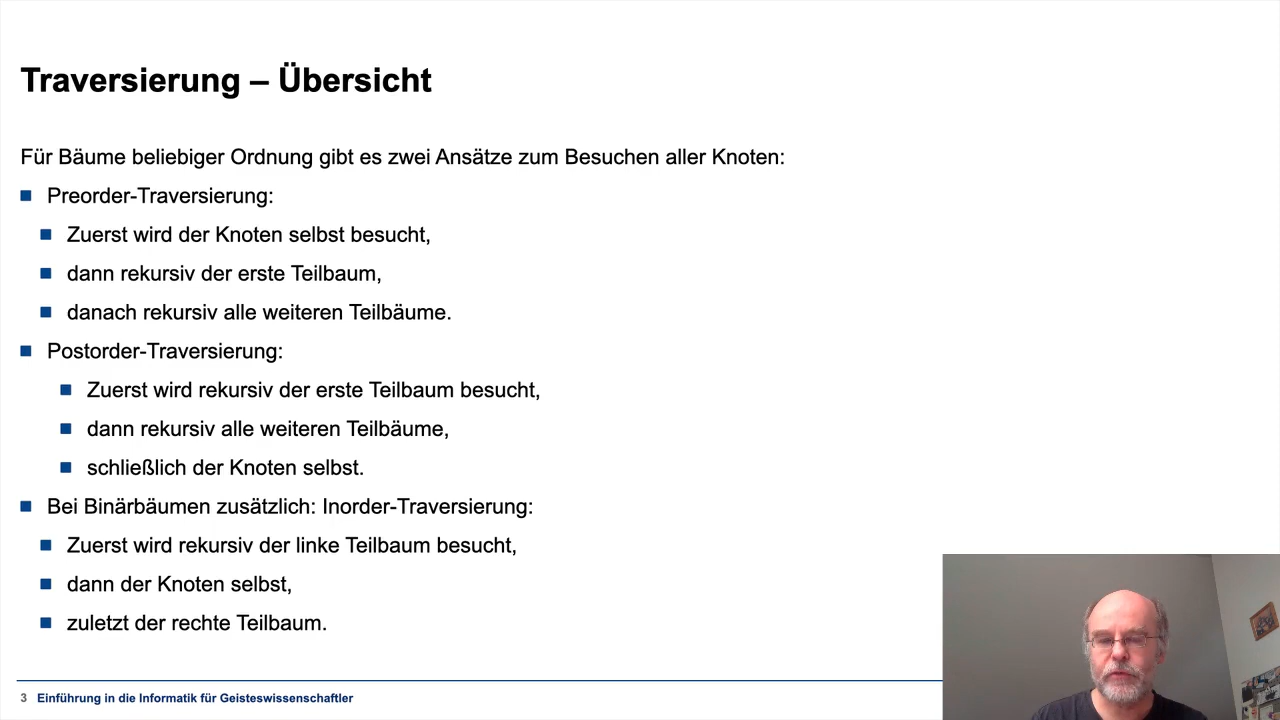 Traversierung – Übersicht
Für Bäume beliebiger Ordnung gibt es zwei Ansätze zum Besuchen aller Knoten:
Preorder-Traversierung:
Zuerst wird der Knoten selbst besucht,
dann rekursiv der erste Teilbaum,
danach rekursiv alle weiteren Teilbäume.
Postorder-Traversierung:
Zuerst wird rekursiv der erste Teilbaum besucht,
dann rekursiv alle weiteren Teilbäume,
schließlich der Knoten selbst.
Bei Binärbäumen zusätzlich: Inorder-Traversierung:
Zuerst wird rekursiv der linke Teilbaum besucht,
dann der Knoten selbst,
zuletzt der rechte Teilbaum.
3 Einführung in die Informatik für Geisteswissenschaftler